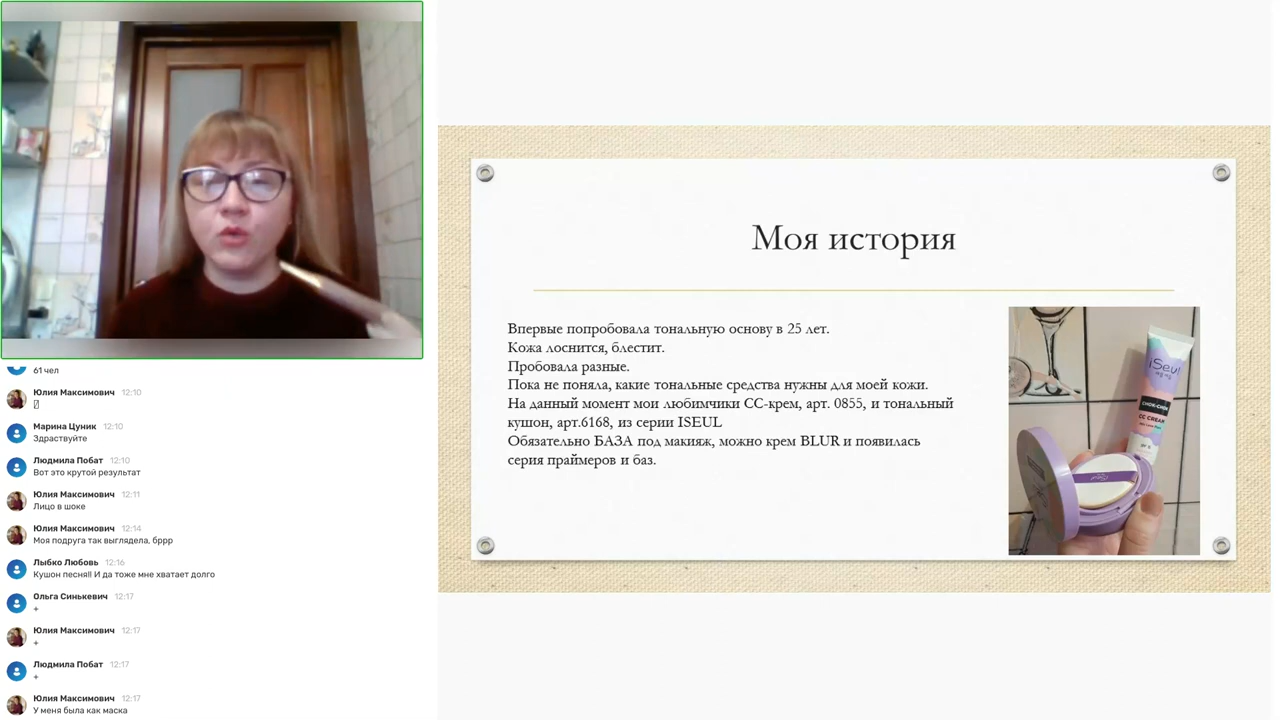 61 чел
Юлия Максимович 12:10
Марина Цуник 12:10
Здраствуйте
Людмила Побат 12:10
Вот это крутой результат
Юлия Максимович 12:11
Лицо в шоке
Юлия Максимович 12:14
Моя подруга так выглядела, бррр
Лыбко Любовь 12:16
Кушон песня!! И да тоже мне хватает долго
Ольга Синькевич 12:17
+
Юлия Максимович 12:17
+
Людмила Побат 12:17
+
Юлия Максимович 12:17
У меня была как маска
Моя история
Впервые попробовала тональную основу в 25 лет.
Кожа лоснится, блестит.
Пробовала разные.
Пока не поняла, какие тональные средства нужны для моей кожи.
На данный момент мои любимчики СС-крем, арт. 0855, и тональный
кушон, арт.6168, из серии ISEUL
Обязательно БАЗА под макияж, можно крем BLUR и появилась
серия праймеров и баз.
iSeul
CHOK-CHOK
CC CREAM